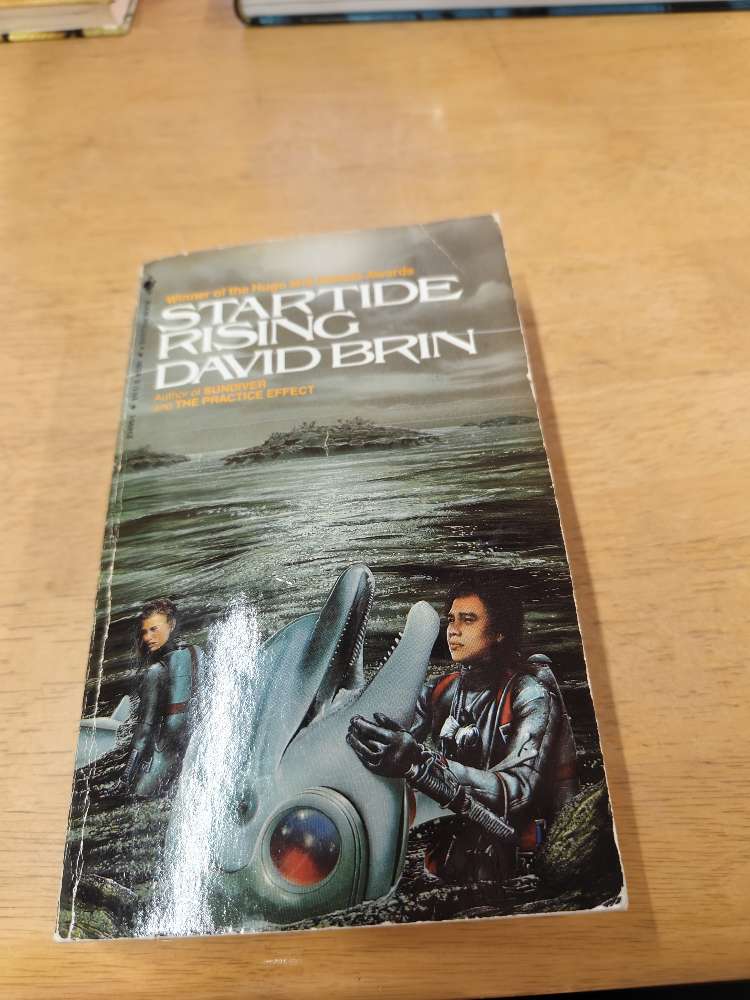 Winner of the Hugo and Nebula Awards
STARTIDE
RISING
DAVID BRIN
Author of SUNDIVER
and THE PRACTICE EFFECT